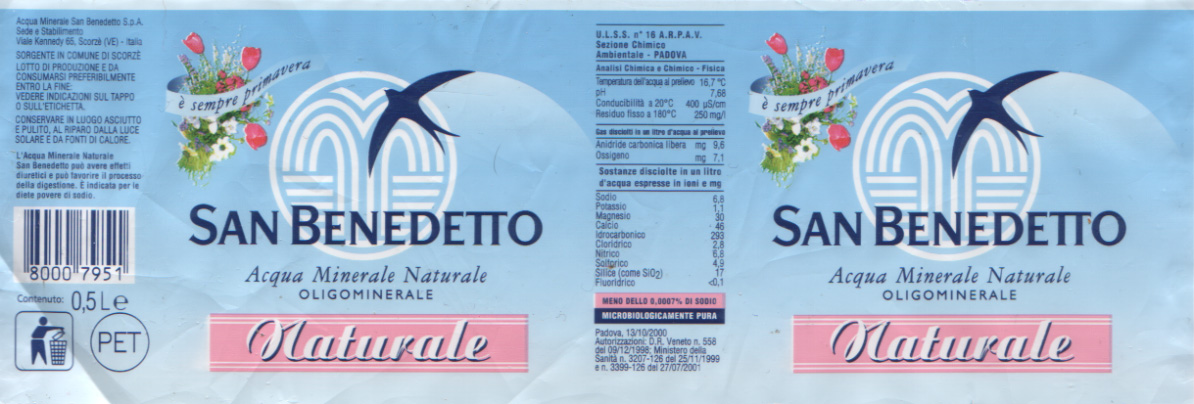 Acqua Minerale San Benedetto S.p.A.
Sede e Stabilimento
Viale Kennedy 65, Scorzè (VE) - Italia
SORGENTE IN COMUNE DI SCORZÈ
LOTTO DI PRODUZIONE E DA
CONSUMARSI PREFERIBILMENTE
ENTRO LA FINE:
VEDERE INDICAZIONI SUL TAPPO
O SULL'ETICHETTA.
CONSERVARE IN LUOGO ASCIUTTO
E PULITO, AL RIPARO DALLA LUCE
SOLARE E DA FONTI DI CALORE.
L'Acqua Minerale Naturale
San Benedetto può avere effetti
diuretici e può favorire il processo
della digestione. È indicata per le
diete povere di sodio.
8000 7951
Contenuto: 0,5 L e
PET
è sempre primavera
SAN BENEDETTO
Acqua Minerale Naturale
OLIGOMINERALE
Naturale
U.L.S.S. n° 16 A.R.P.A.V.
Sezione Chimico
Ambientale - PADOVA
Analisi Chimica e Chimico - Fisica
Temperatura dell'acqua al prelievo 16,7 °C
pH 7,68
Conducibilità a 20°C 400 µS/cm
Residuo fisso a 180°C 250 mg/l
Gas disciolti in un litro d'acqua al prelievo
Anidride carbonica libera mg 9,6
Ossigeno mg 7,1
Sostanze disciolte in un litro
d'acqua espresse in ioni e mg
Sodio 6,8
Potassio 1,1
Magnesio 30
Calcio 46
Idrocarbonico 293
Cloridrico 2,8
Nitrico 6,8
Solforico 4,9
Silice (come SiO2) 17
Fluoridrico <0,1
MENO DELLO 0,0007% DI SODIO
MICROBIOLOGICAMENTE PURA
Padova, 13/10/2000
Autorizzazioni: D.R. Veneto n. 558
del 09/12/1998; Ministero della
Sanità n. 3207-126 del 25/11/1999
e n. 3399-126 del 27/07/2001
è sempre primavera
SAN BENEDETTO
Acqua Minerale Naturale
OLIGOMINERALE
Naturale